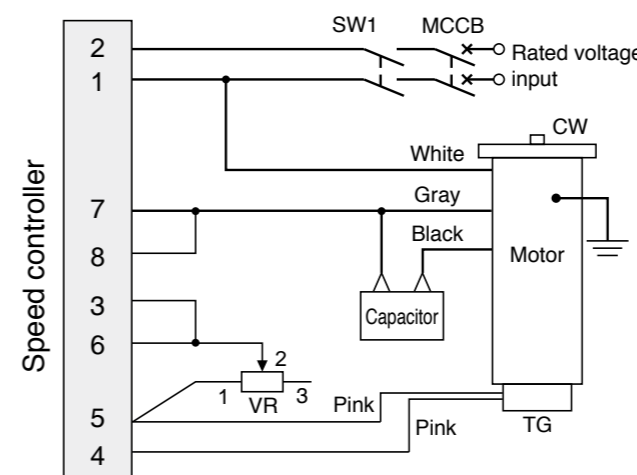 SW1 MCCB
2
Rated voltage
1
input
CW
White
7
Gray
Black
8
Motor
Speed controller
3
Capacitor
6
2
1 VR 3
5
Pink
Pink
TG
4